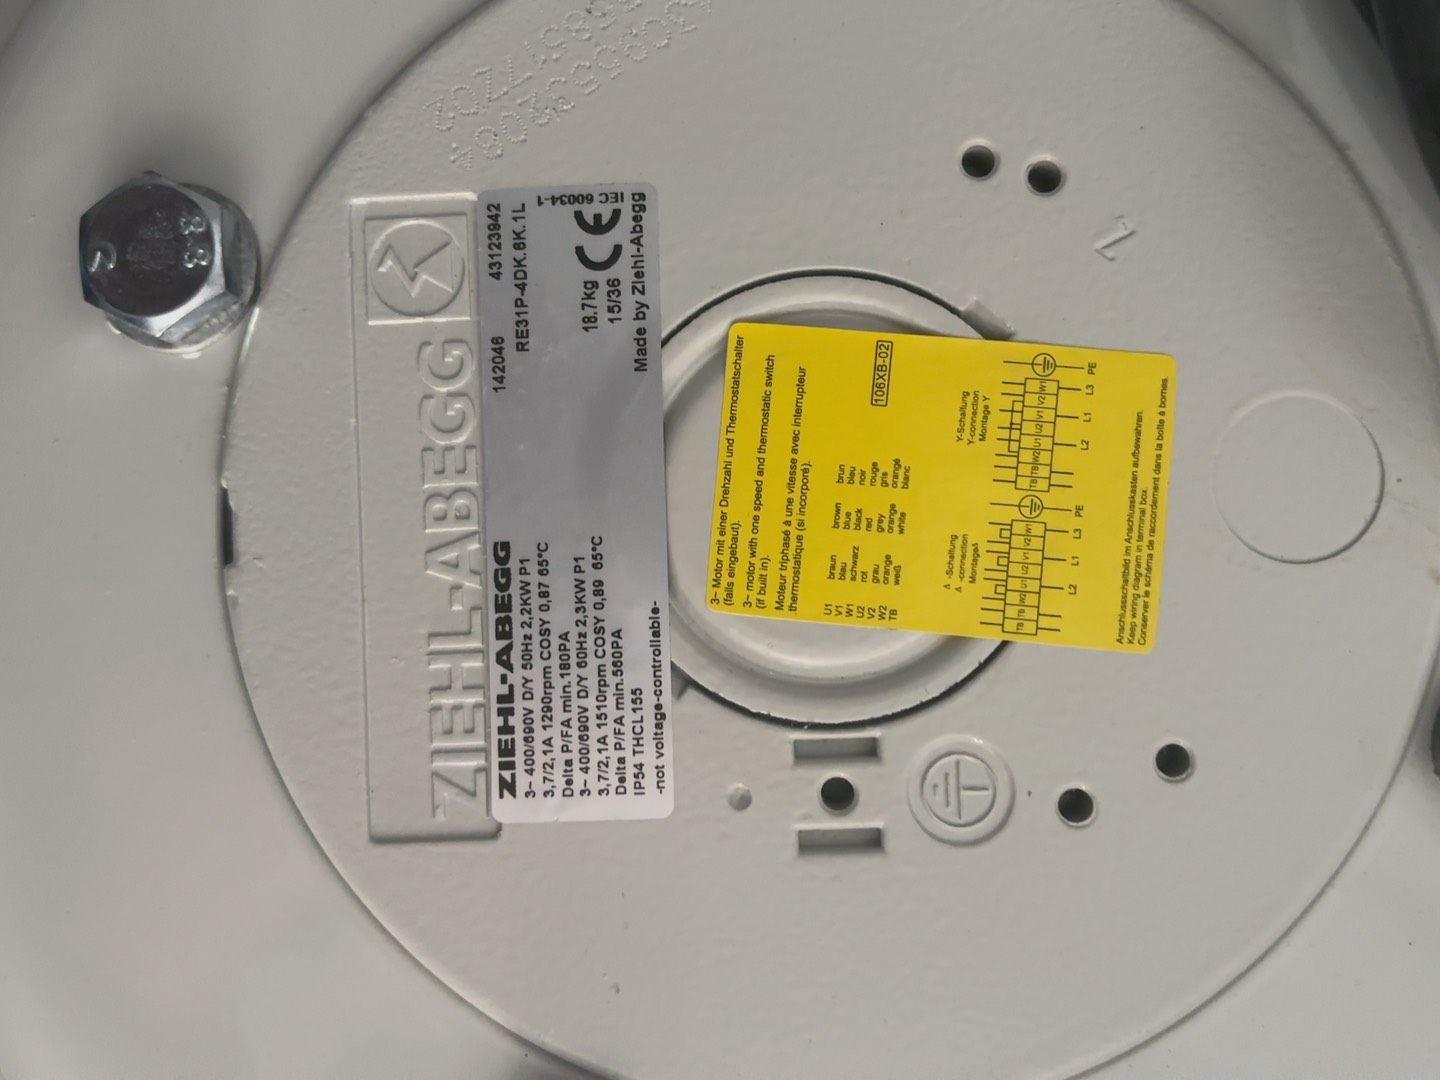 ZIEHL-ABEGG
ZIEHL-ABEGG
142046 43123942
3~ 400/690V D/Y 50Hz 2,2KW P1
RE31P-4DK.6K.1L
3,7/2,1A 1290rpm COSY 0,87 65°C
Delta P/FA min.180PA
3~ 400/690V D/Y 60Hz 2,3KW P1
18.7kg
IEC 60034-1
CE
3,7/2,1A 1510rpm COSY 0,89 65°C
15/36
Delta P/FA min.560PA
IP54 THCL155
Made by Ziehl-Abegg
-not voltage-controllable-
3~ Motor mit einer Drehzahl und Thermostatschalter
(falls eingebaut).
3~ motor with one speed and thermostatic switch
(if built in).
Moteur triphasé à une vitesse avec interrupteur
thermostatique (si incorporé).
U1 braun brown brun
V1 blau blue bleu
W1 schwarz black noir
U2 rot red rouge
V2 grau grey gris
W2 orange orange orangé
TB weiß white blanc
106XB-02
Δ -Schaltung
Δ -connection
MontageΔ
TB TB W2 U1 U2 V1 V2 W1
L2 L1 L3 PE
Y-Schaltung
Y-connection
Montage Y
TB TB W2 U1 U2 V1 V2 W1
L2 L1 L3 PE
Anschlussschaltbild im Anschlusskasten aufbewahren.
Keep wiring diagram in terminal box.
Conserver le schéma de raccordement dans la boîte à bornes.
8.8